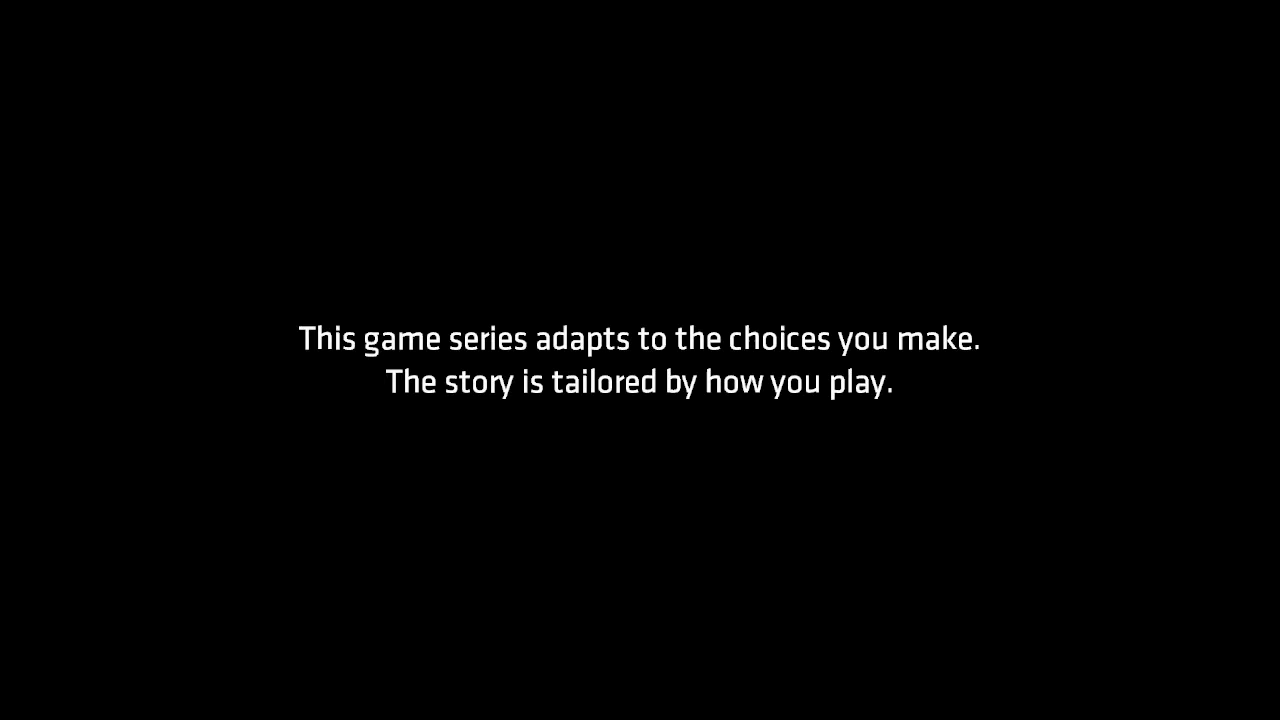 This game series adapts to the choices you make.
The story is tailored by how you play.